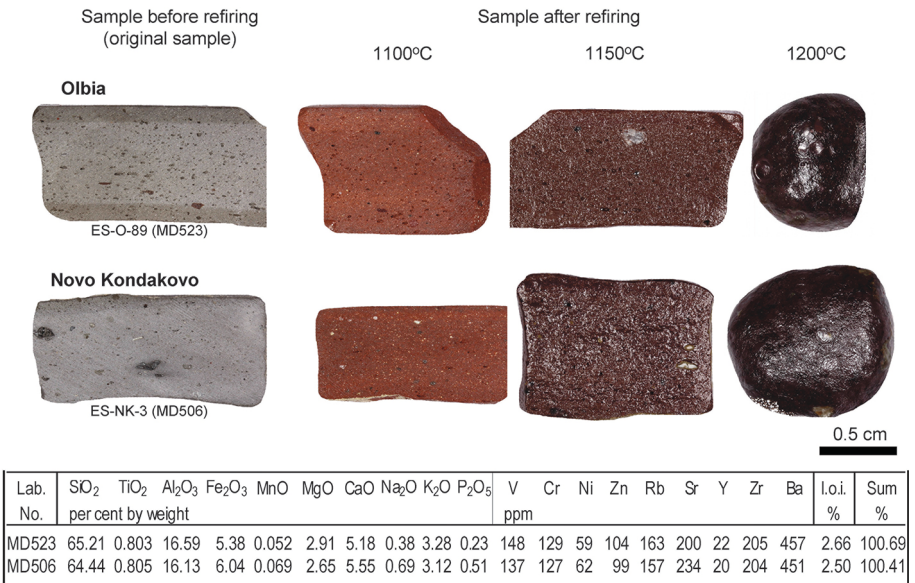 Sample before refiring
(original sample)
Sample after refiring
1100°C
1150°C
1200°C
Olbia
ES-O-89 (MD523)
Novo Kondakovo
ES-NK-3 (MD506)
0.5 cm
Lab. SiO₂ TiO₂ Al₂O₃ Fe₂O₃ MnO MgO CaO Na₂O K₂O P₂O₅ V Cr Ni Zn Rb Sr Y Zr Ba l.o.i. Sum
No. per cent by weight ppm % %
MD523 65.21 0.803 16.59 5.38 0.052 2.91 5.18 0.38 3.28 0.23 148 129 59 104 163 200 22 205 457 2.66 100.69
MD506 64.44 0.805 16.13 6.04 0.069 2.65 5.55 0.69 3.12 0.51 137 127 62 99 157 234 20 204 451 2.50 100.41